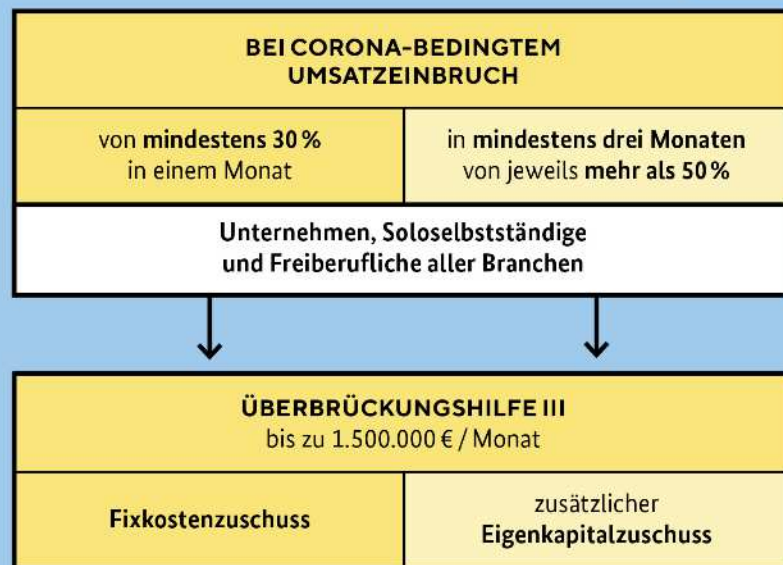 BEI CORONA-BEDINGTEM
UMSATZEINBRUCH
von mindestens 30 %
in einem Monat
in mindestens drei Monaten
von jeweils mehr als 50 %
Unternehmen, Soloselbstständige
und Freiberufliche aller Branchen
ÜBERBRÜCKUNGSHILFE III
bis zu 1.500.000 € / Monat
Fixkostenzuschuss
zusätzlicher
Eigenkapitalzuschuss